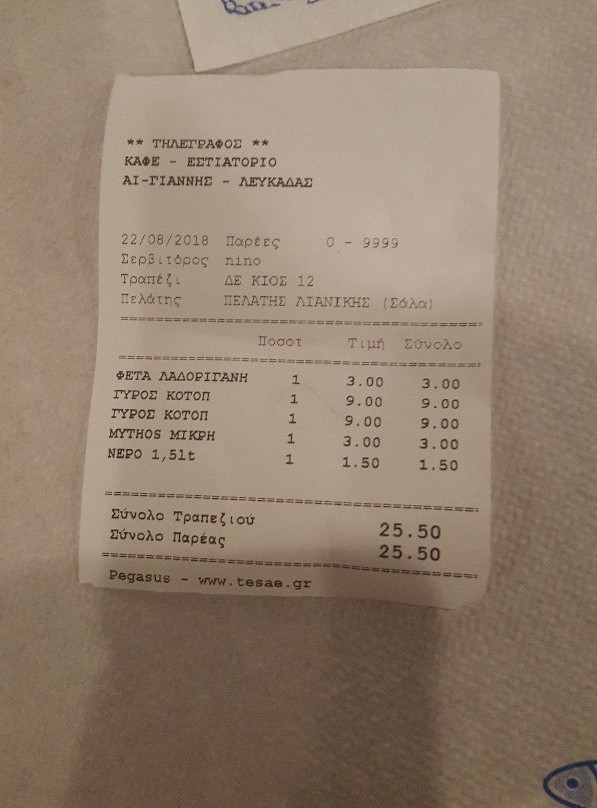 ** ΤΗΛΕΓΡΑΦΟΣ **
ΚΑΦΕ - ΕΣΤΙΑΤΟΡΙΟ
ΑΙ-ΓΙΑΝΝΗΣ - ΛΕΥΚΑΔΑΣ
22/08/2018 Παρέες 0 - 9999
Σερβιτόρος nino
Τραπέζι ΔΕ ΚΙΟΣ 12
Πελάτης ΠΕΛΑΤΗΣ ΛΙΑΝΙΚΗΣ (Σάλα)
Ποσοτ Τιμή Σύνολο
ΦΕΤΑ ΛΑΔΟΡΙΓΑΝΗ 1 3.00 3.00
ΓΥΡΟΣ ΚΟΤΟΠ 1 9.00 9.00
ΓΥΡΟΣ ΚΟΤΟΠ 1 9.00 9.00
MYTHOS ΜΙΚΡΗ 1 3.00 3.00
ΝΕΡΟ 1,5lt 1 1.50 1.50
Σύνολο Τραπεζιού 25.50
Σύνολο Παρέας 25.50
Pegasus - www.tesae.gr